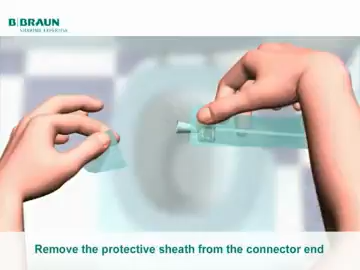 B|BRAUN
SHARING EXPERTISE
Remove the protective sheath from the connector end